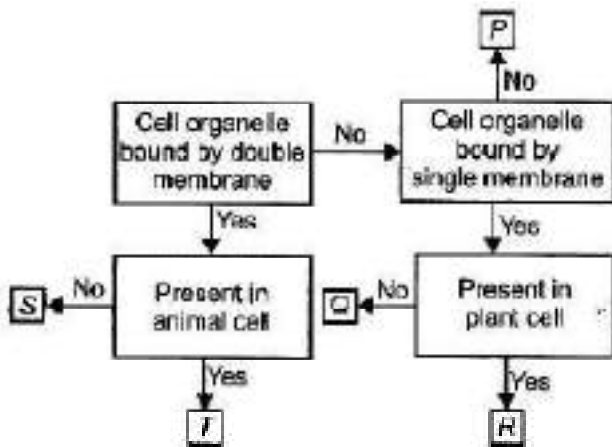 P
No
Cell organelle
bound by double
membrane
No
Cell organelle
bound by
single membrane
Yes
Yes
S
No
Present in
animal cell
Q
No
Present in
plant cell
Yes
Yes
T
R